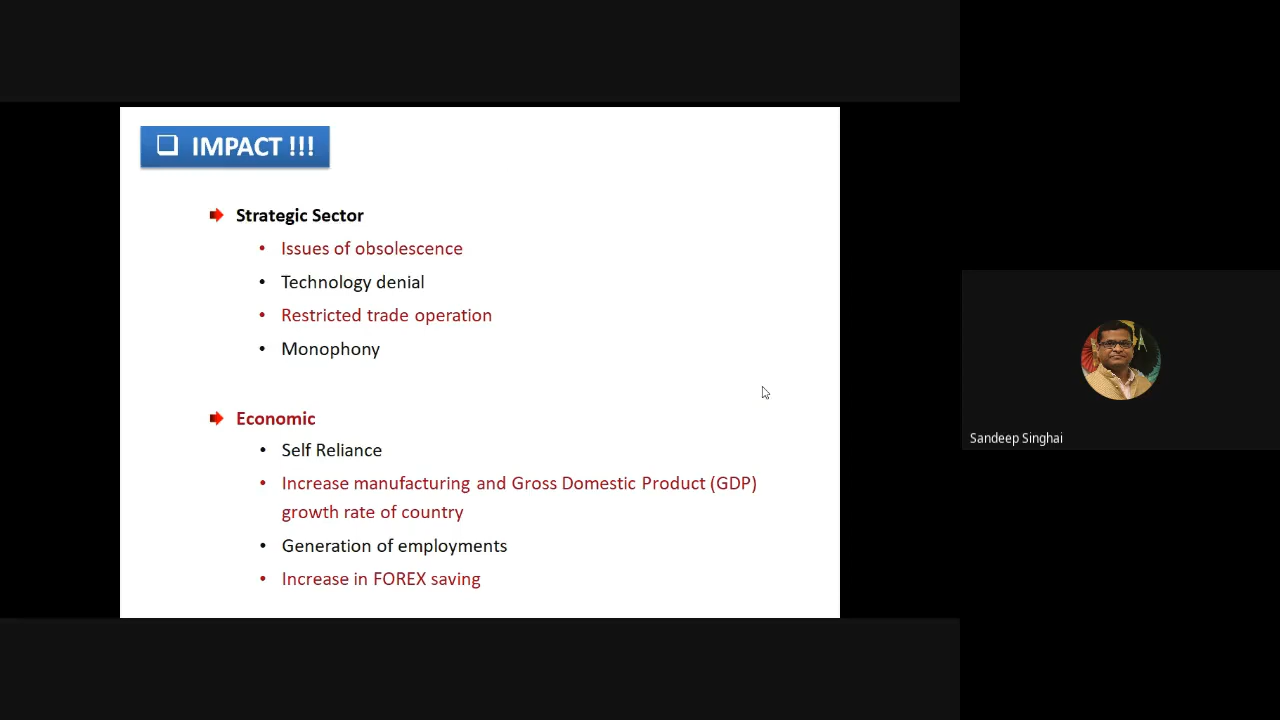 IMPACT !!!
Strategic Sector
• Issues of obsolescence
• Technology denial
• Restricted trade operation
• Monophony
Economic
• Self Reliance
• Increase manufacturing and Gross Domestic Product (GDP)
growth rate of country
• Generation of employments
• Increase in FOREX saving
Sandeep Singhai